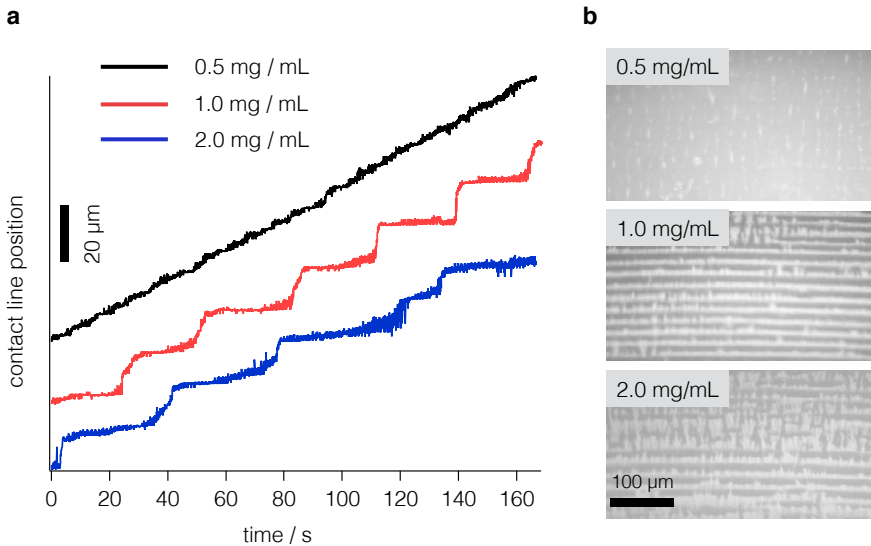 a
0.5 mg / mL
1.0 mg / mL
2.0 mg / mL
contact line position
20 µm
0 20 40 60 80 100 120 140 160
time / s
b
0.5 mg/mL
1.0 mg/mL
2.0 mg/mL
100 µm